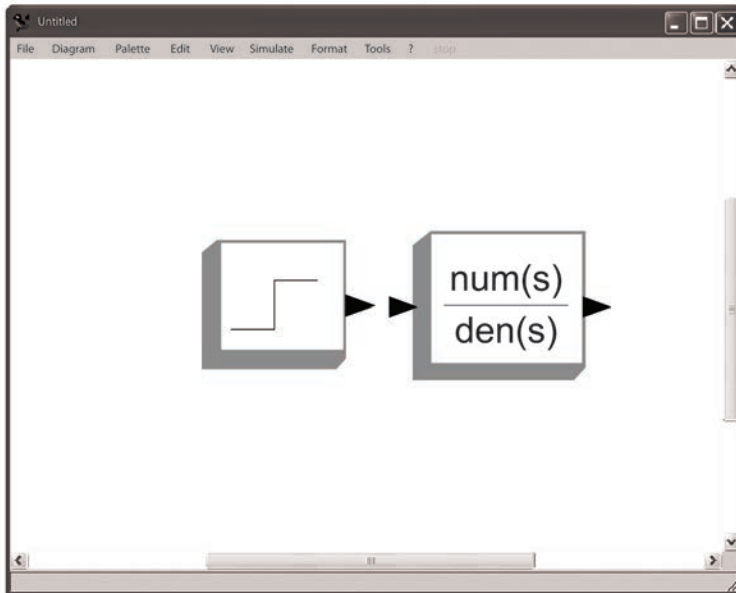 Untitled
File Diagram Palette Edit View Simulate Format Tools ? stop
num(s)
den(s)